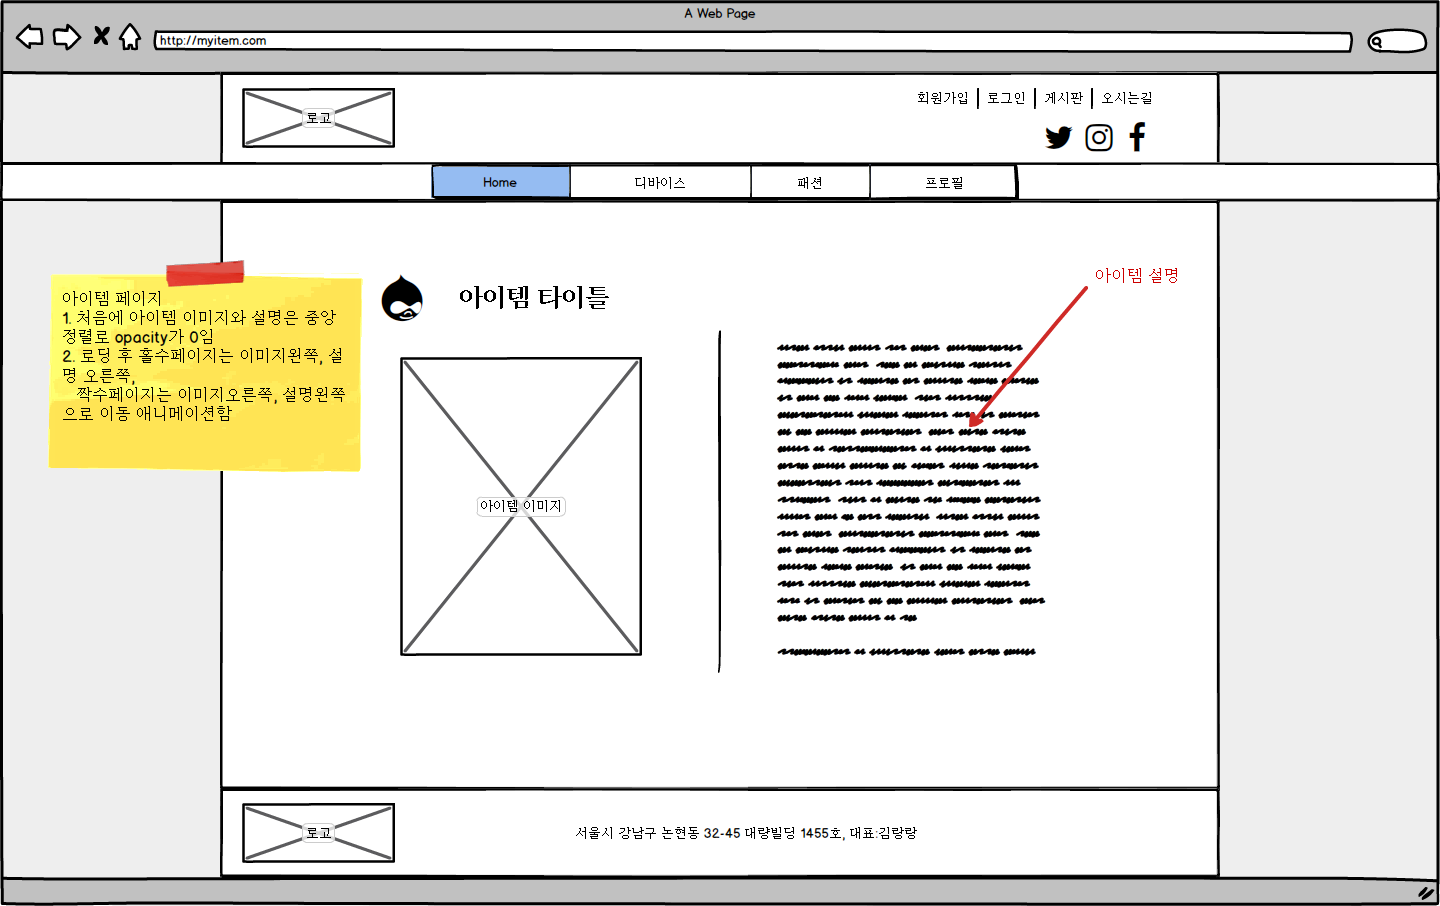 A Web Page
http://myitem.com
로고
회원가입 로그인 게시판 오시는길
Home 디바이스 패션 프로필
아이템 페이지
1. 처음에 아이템 이미지와 설명은 중앙
정렬로 opacity가 0임
2. 로딩 후 홀수페이지는 이미지왼쪽, 설
명 오른쪽,
짝수페이지는 이미지오른쪽, 설명왼쪽
으로 이동 애니메이션함
아이템 타이틀
아이템 설명
아이템 이미지
로고
서울시 강남구 논현동 32-45 대량빌딩 1455호, 대표:김랑랑